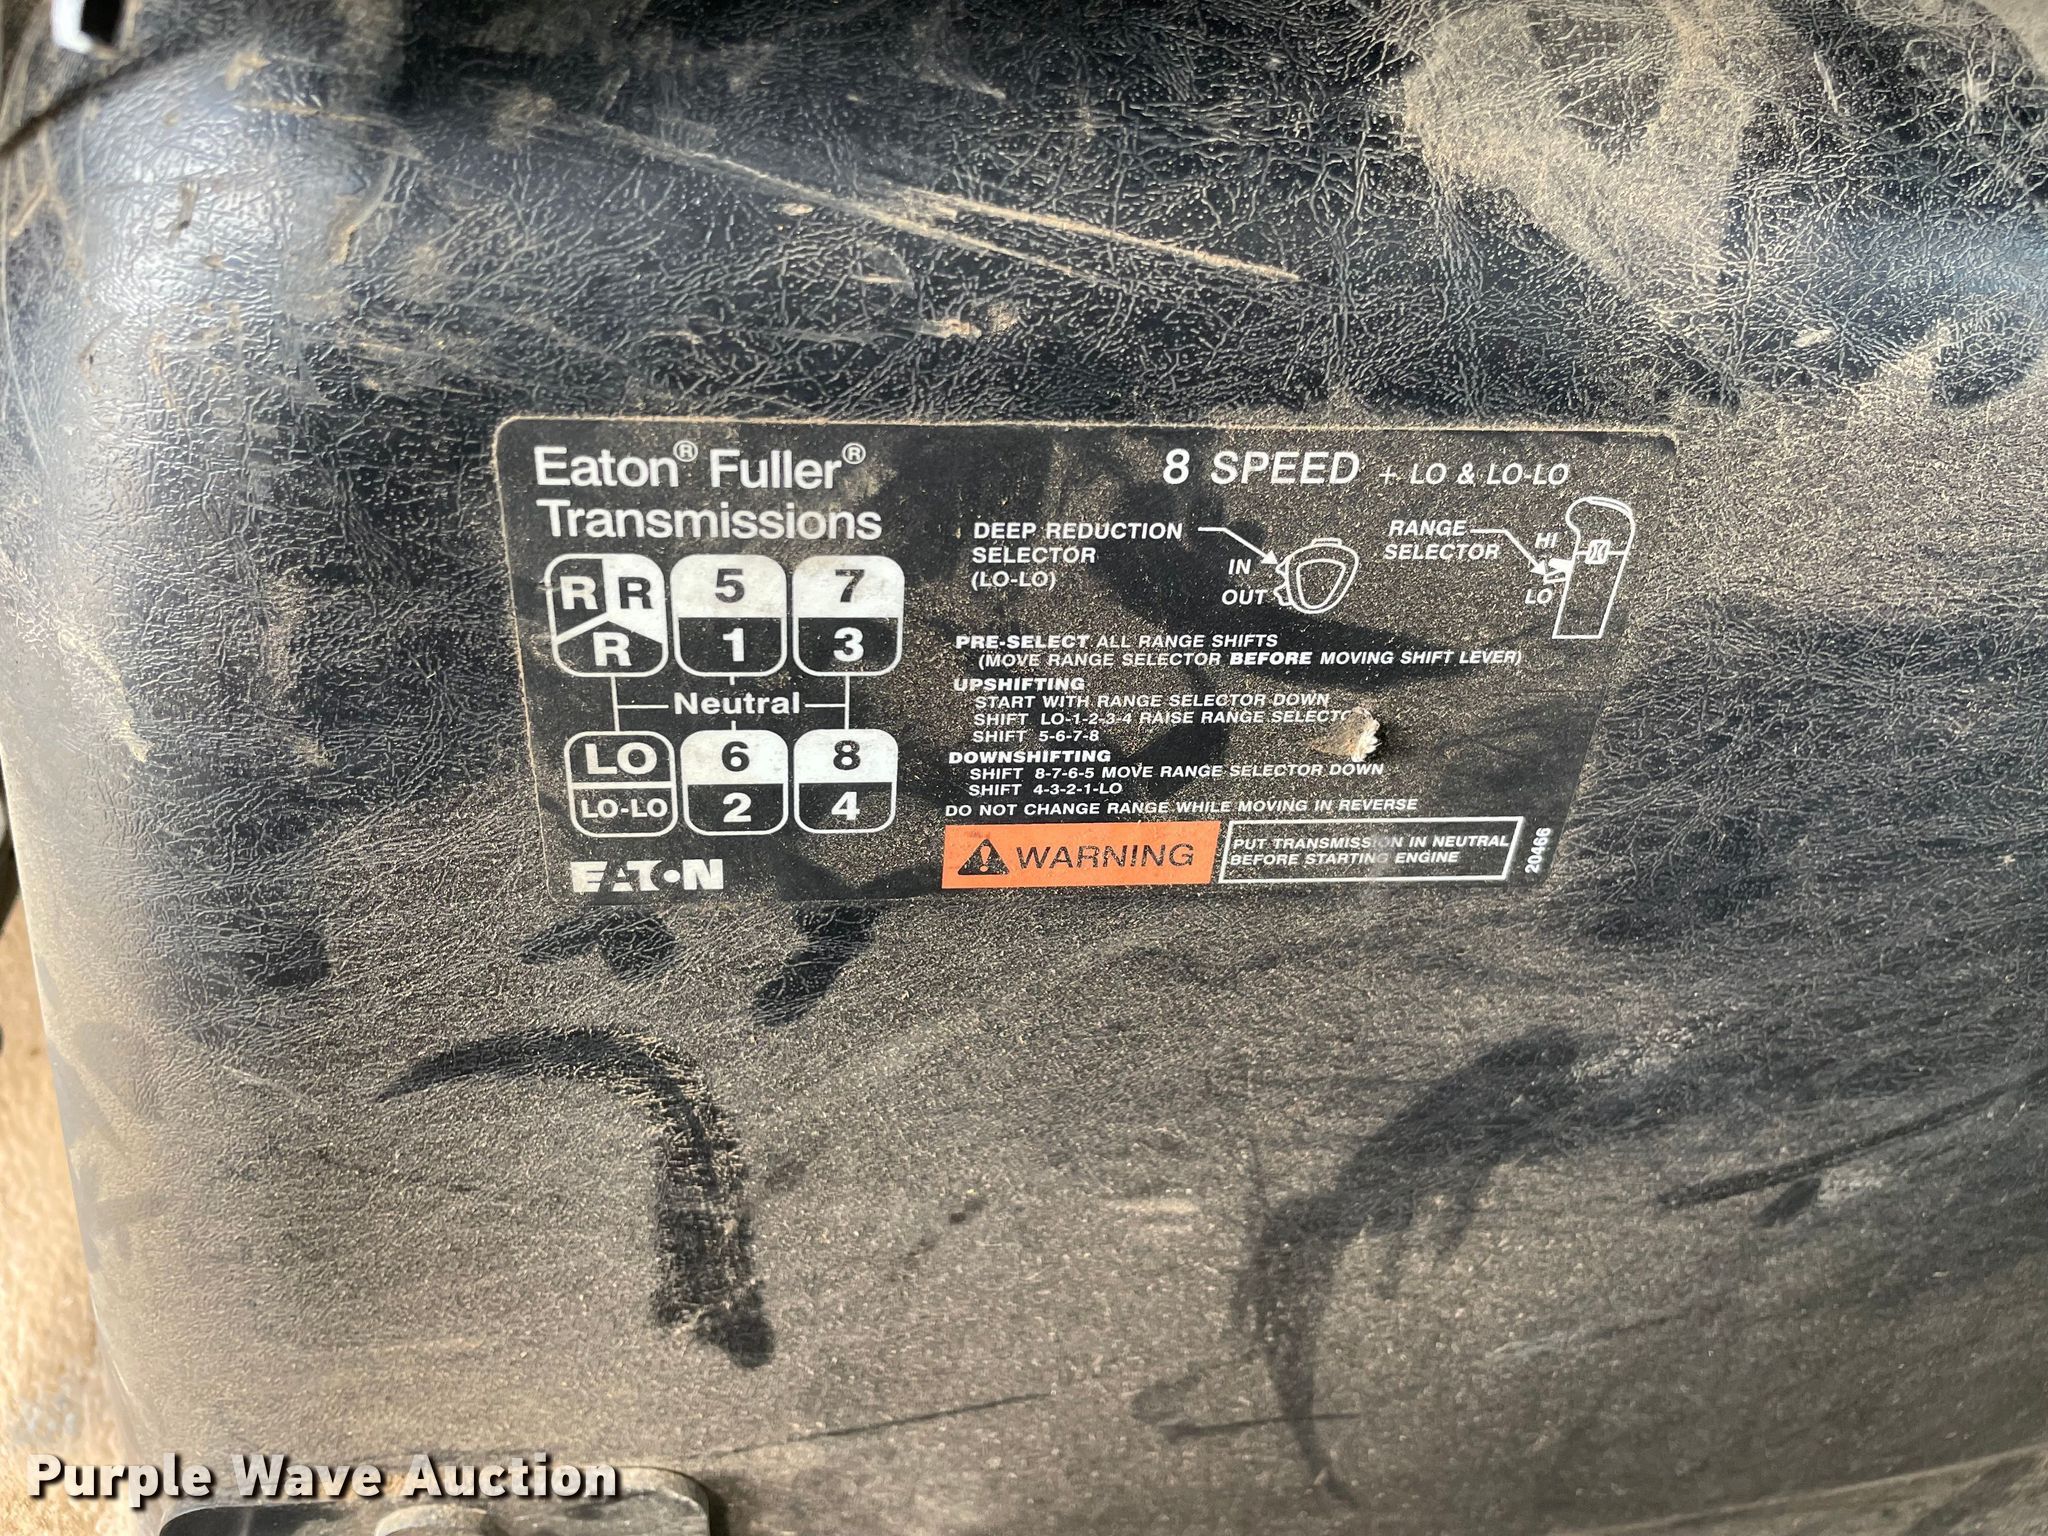 Eaton® Fuller®
Transmissions
8 SPEED + LO & LO-LO
R R 5 7
R 1 3
Neutral
LO 6 8
LO-LO 2 4
EATON
DEEP REDUCTION
SELECTOR
(LO-LO)
IN
OUT
RANGE
SELECTOR
HI
LO
PRE-SELECT ALL RANGE SHIFTS
(MOVE RANGE SELECTOR BEFORE MOVING SHIFT LEVER)
UPSHIFTING
START WITH RANGE SELECTOR DOWN
SHIFT LO-1-2-3-4 RAISE RANGE SELECTO
SHIFT 5-6-7-8
DOWNSHIFTING
SHIFT 8-7-6-5 MOVE RANGE SELECTOR DOWN
SHIFT 4-3-2-1-LO
DO NOT CHANGE RANGE WHILE MOVING IN REVERSE
WARNING
PUT TRANSMISSION IN NEUTRAL
BEFORE STARTING ENGINE
20466
Purple Wave Auction